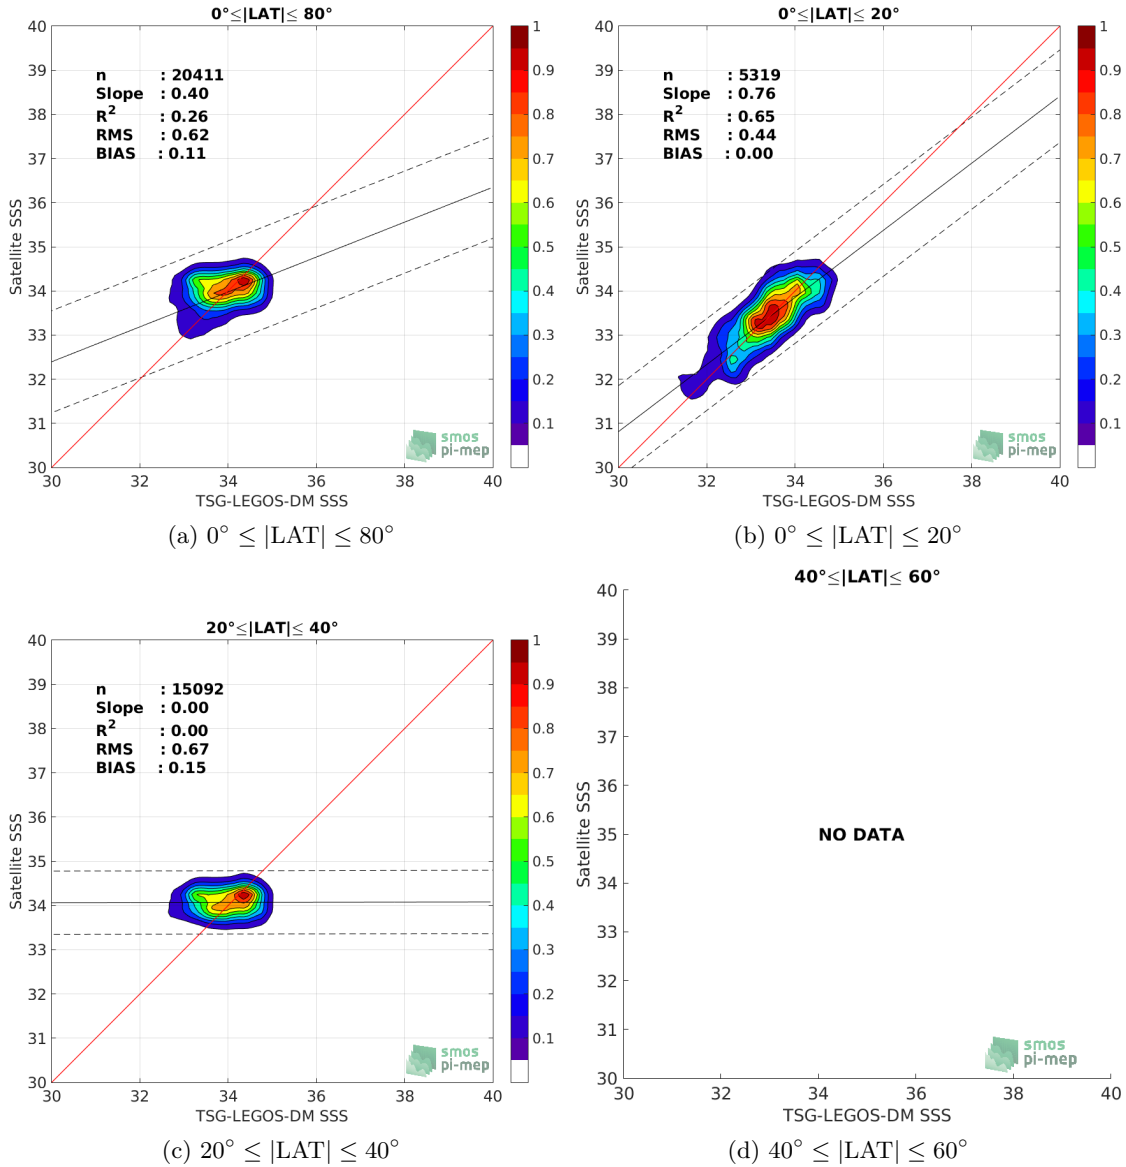 0°≤|LAT|≤ 80°
n : 20411
Slope : 0.40
R² : 0.26
RMS : 0.62
BIAS : 0.11
40
39
38
37
36
35
34
33
32
31
30
Satellite SSS
30 32 34 36 38 40
TSG-LEGOS-DM SSS
1
0.9
0.8
0.7
0.6
0.5
0.4
0.3
0.2
0.1
smos
pi-mep
(a) 0° ≤ |LAT| ≤ 80°
0°≤|LAT|≤ 20°
n : 5319
Slope : 0.76
R² : 0.65
RMS : 0.44
BIAS : 0.00
40
39
38
37
36
35
34
33
32
31
30
Satellite SSS
30 32 34 36 38 40
TSG-LEGOS-DM SSS
1
0.9
0.8
0.7
0.6
0.5
0.4
0.3
0.2
0.1
smos
pi-mep
(b) 0° ≤ |LAT| ≤ 20°
20°≤|LAT|≤ 40°
n : 15092
Slope : 0.00
R² : 0.00
RMS : 0.67
BIAS : 0.15
40
39
38
37
36
35
34
33
32
31
30
Satellite SSS
30 32 34 36 38 40
TSG-LEGOS-DM SSS
1
0.9
0.8
0.7
0.6
0.5
0.4
0.3
0.2
0.1
smos
pi-mep
(c) 20° ≤ |LAT| ≤ 40°
40°≤|LAT|≤ 60°
40
39
38
37
36
35
34
33
32
31
30
Satellite SSS
NO DATA
30 32 34 36 38 40
TSG-LEGOS-DM SSS
smos
pi-mep
(d) 40° ≤ |LAT| ≤ 60°